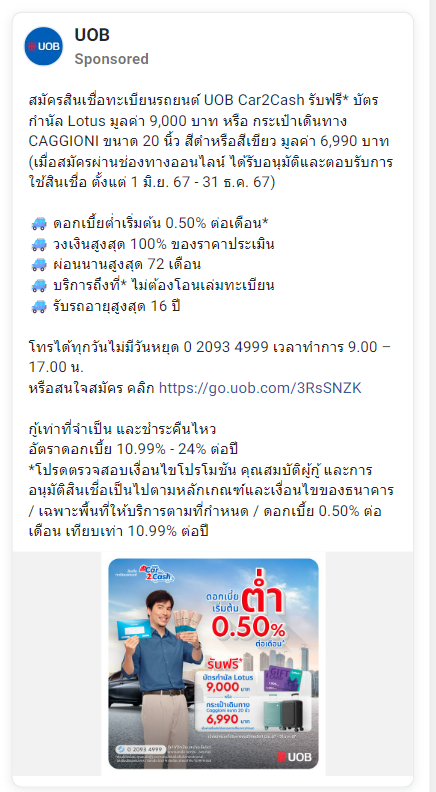 UOB
UOB
Sponsored
สมัครสินเชื่อทะเบียนรถยนต์ UOB Car2Cash รับฟรี* บัตร
กำนัล Lotus มูลค่า 9,000 บาท หรือ กระเป๋าเดินทาง
CAGGIONI ขนาด 20 นิ้ว สีดำหรือสีเขียว มูลค่า 6,990 บาท
(เมื่อสมัครผ่านช่องทางออนไลน์ ได้รับอนุมัติและตอบรับการ
ใช้สินเชื่อ ตั้งแต่ 1 มิ.ย. 67 - 31 ธ.ค. 67)
🚙 ดอกเบี้ยต่ำเริ่มต้น 0.50% ต่อเดือน*
🚙 วงเงินสูงสุด 100% ของราคาประเมิน
🚙 ผ่อนนานสูงสุด 72 เดือน
🚙 บริการถึงที่* ไม่ต้องโอนเล่มทะเบียน
🚙 รับรถอายุสูงสุด 16 ปี
โทรได้ทุกวันไม่มีวันหยุด 0 2093 4999 เวลาทำการ 9.00 –
17.00 น.
หรือสนใจสมัคร คลิก https://go.uob.com/3RsSNZK
กู้เท่าที่จำเป็น และชำระคืนไหว
อัตราดอกเบี้ย 10.99% - 24% ต่อปี
*โปรดตรวจสอบเงื่อนไขโปรโมชัน คุณสมบัติผู้กู้ และการ
อนุมัติสินเชื่อเป็นไปตามหลักเกณฑ์และเงื่อนไขของธนาคาร
/ เฉพาะพื้นที่ให้บริการตามที่กำหนด / ดอกเบี้ย 0.50% ต่อ
เดือน เทียบเท่า 10.99% ต่อปี
Car
2Cash
ดอกเบี้ย
เริ่มต้น
ต่ำ
0.50%
ต่อเดือน*
รับฟรี*
บัตรกำนัล Lotus
9,000 บาท
หรือ
กระเป๋าเดินทาง
Caggioni ขนาด 20 นิ้ว
6,990 บาท
0 2093 4999
UOB